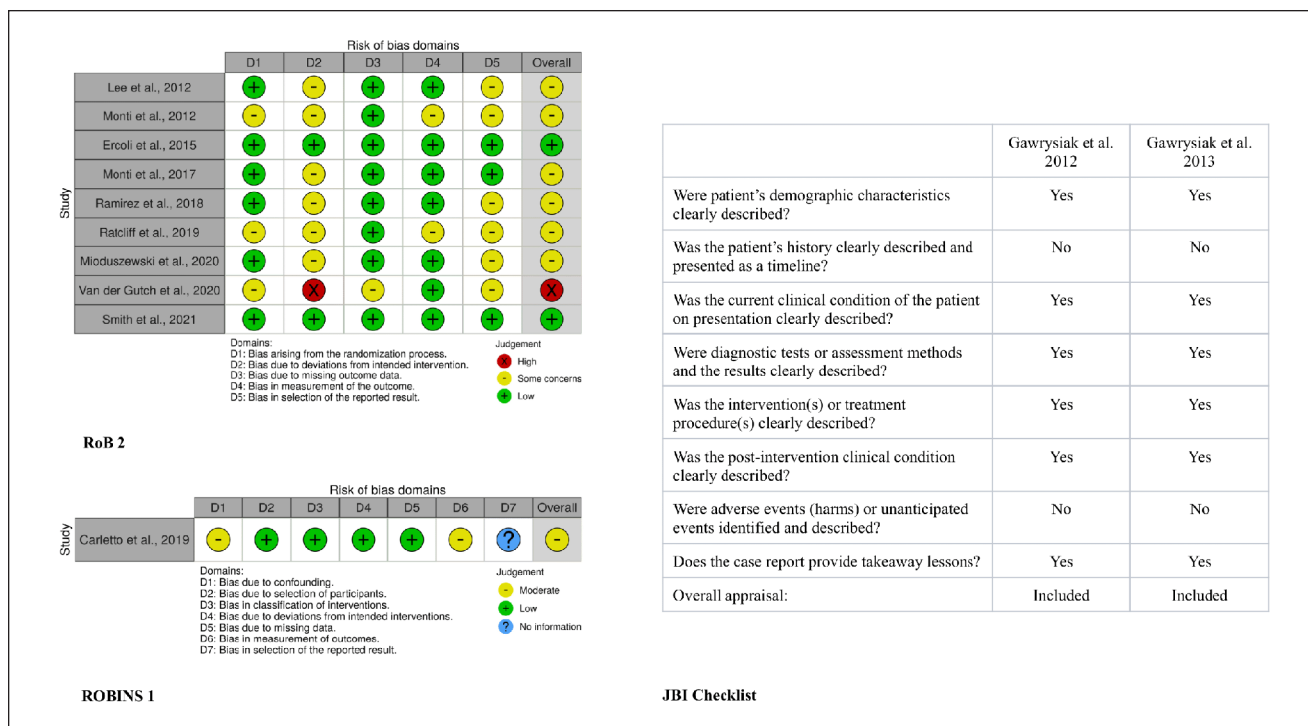 Risk of bias domains
D1 D2 D3 D4 D5 Overall
Study
Lee et al., 2012 + - + + - -
Monti et al., 2012 - - + - - -
Ercoli et al., 2015 + + + + + +
Monti et al., 2017 + - + + + -
Ramirez et al., 2018 + - + + - -
Ratcliff et al., 2019 - - + - - -
Mioduszewski et al., 2020 + - + + - -
Van der Gutch et al., 2020 - X - + - X
Smith et al., 2021 + + + + + +
Domains:
D1: Bias arising from the randomization process.
D2: Bias due to deviations from intended intervention.
D3: Bias due to missing outcome data.
D4: Bias in measurement of the outcome.
D5: Bias in selection of the reported result.
Judgement
X High
- Some concerns
+ Low
RoB 2
Risk of bias domains
D1 D2 D3 D4 D5 D6 D7 Overall
Study
Carletto et al., 2019 - + + + + - ? -
Domains:
D1: Bias due to confounding.
D2: Bias due to selection of participants.
D3: Bias in classification of interventions.
D4: Bias due to deviations from intended interventions.
D5: Bias due to missing data.
D6: Bias in measurement of outcomes.
D7: Bias in selection of the reported result.
Judgement
- Moderate
+ Low
? No information
ROBINS 1
Gawrysiak et al. Gawrysiak et al.
2012 2013
Were patient's demographic characteristics Yes Yes
clearly described?
Was the patient's history clearly described and No No
presented as a timeline?
Was the current clinical condition of the patient Yes Yes
on presentation clearly described?
Were diagnostic tests or assessment methods Yes Yes
and the results clearly described?
Was the intervention(s) or treatment Yes Yes
procedure(s) clearly described?
Was the post-intervention clinical condition Yes Yes
clearly described?
Were adverse events (harms) or unanticipated No No
events identified and described?
Does the case report provide takeaway lessons? Yes Yes
Overall appraisal: Included Included
JBI Checklist